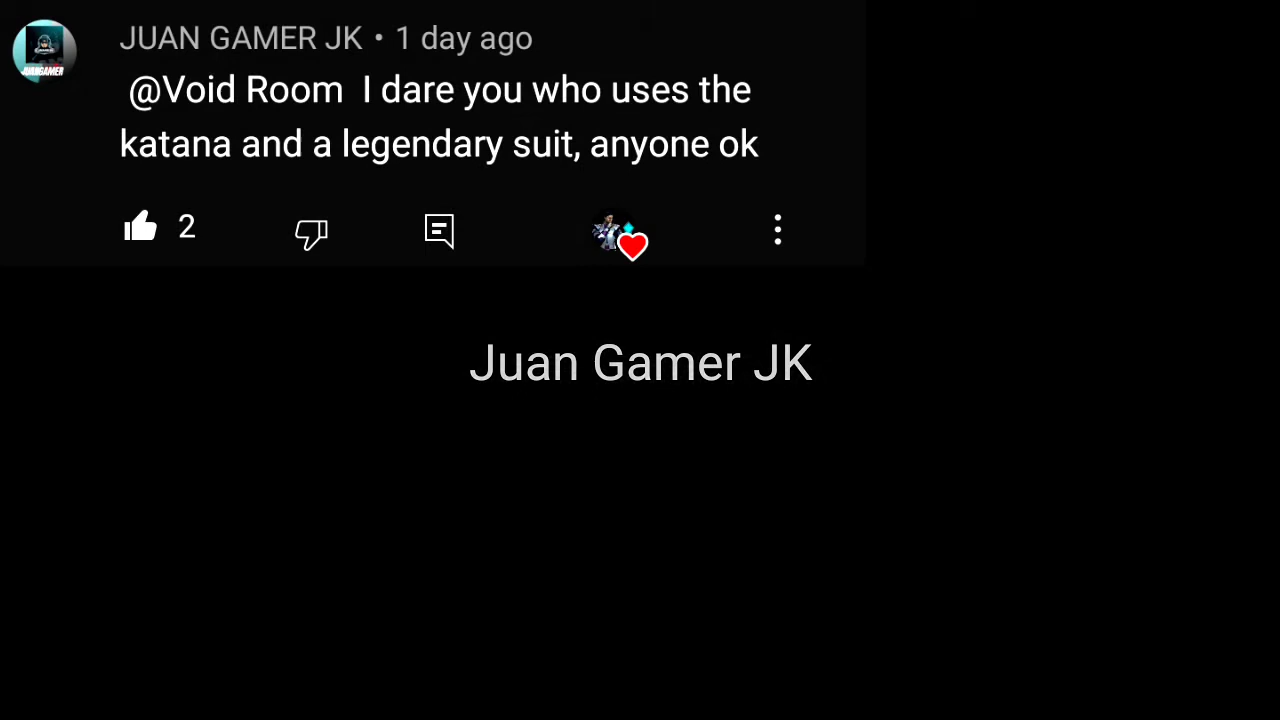 JUAN GAMER JK • 1 day ago
@Void Room I dare you who uses the
katana and a legendary suit, anyone ok
2
Juan Gamer JK